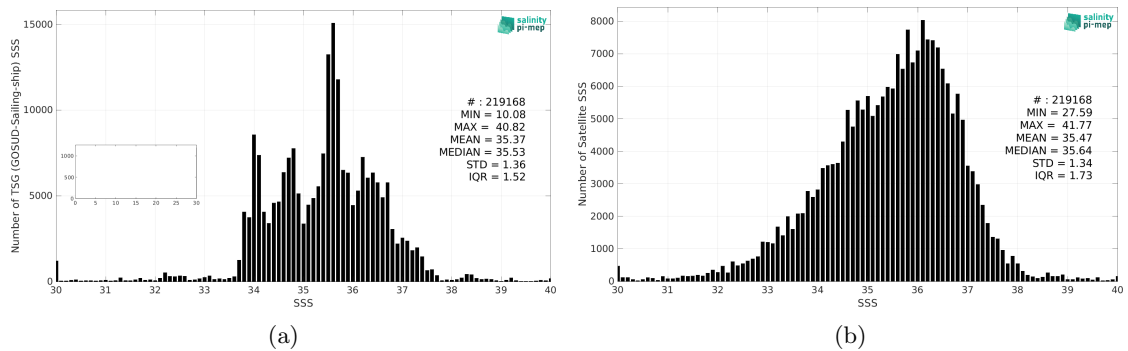 15000
10000
5000
0
Number of TSG (GOSUD-Sailing-ship) SSS
salinity
pi-mep
# : 219168
MIN = 10.08
MAX = 40.82
MEAN = 35.37
MEDIAN = 35.53
STD = 1.36
IQR = 1.52
1000
500
0
0 5 10 15 20 25 30
30 31 32 33 34 35 36 37 38 39 40
SSS
(a)
8000
7000
6000
5000
4000
3000
2000
1000
0
Number of Satellite SSS
salinity
pi-mep
# : 219168
MIN = 27.59
MAX = 41.77
MEAN = 35.47
MEDIAN = 35.64
STD = 1.34
IQR = 1.73
30 31 32 33 34 35 36 37 38 39 40
SSS
(b)